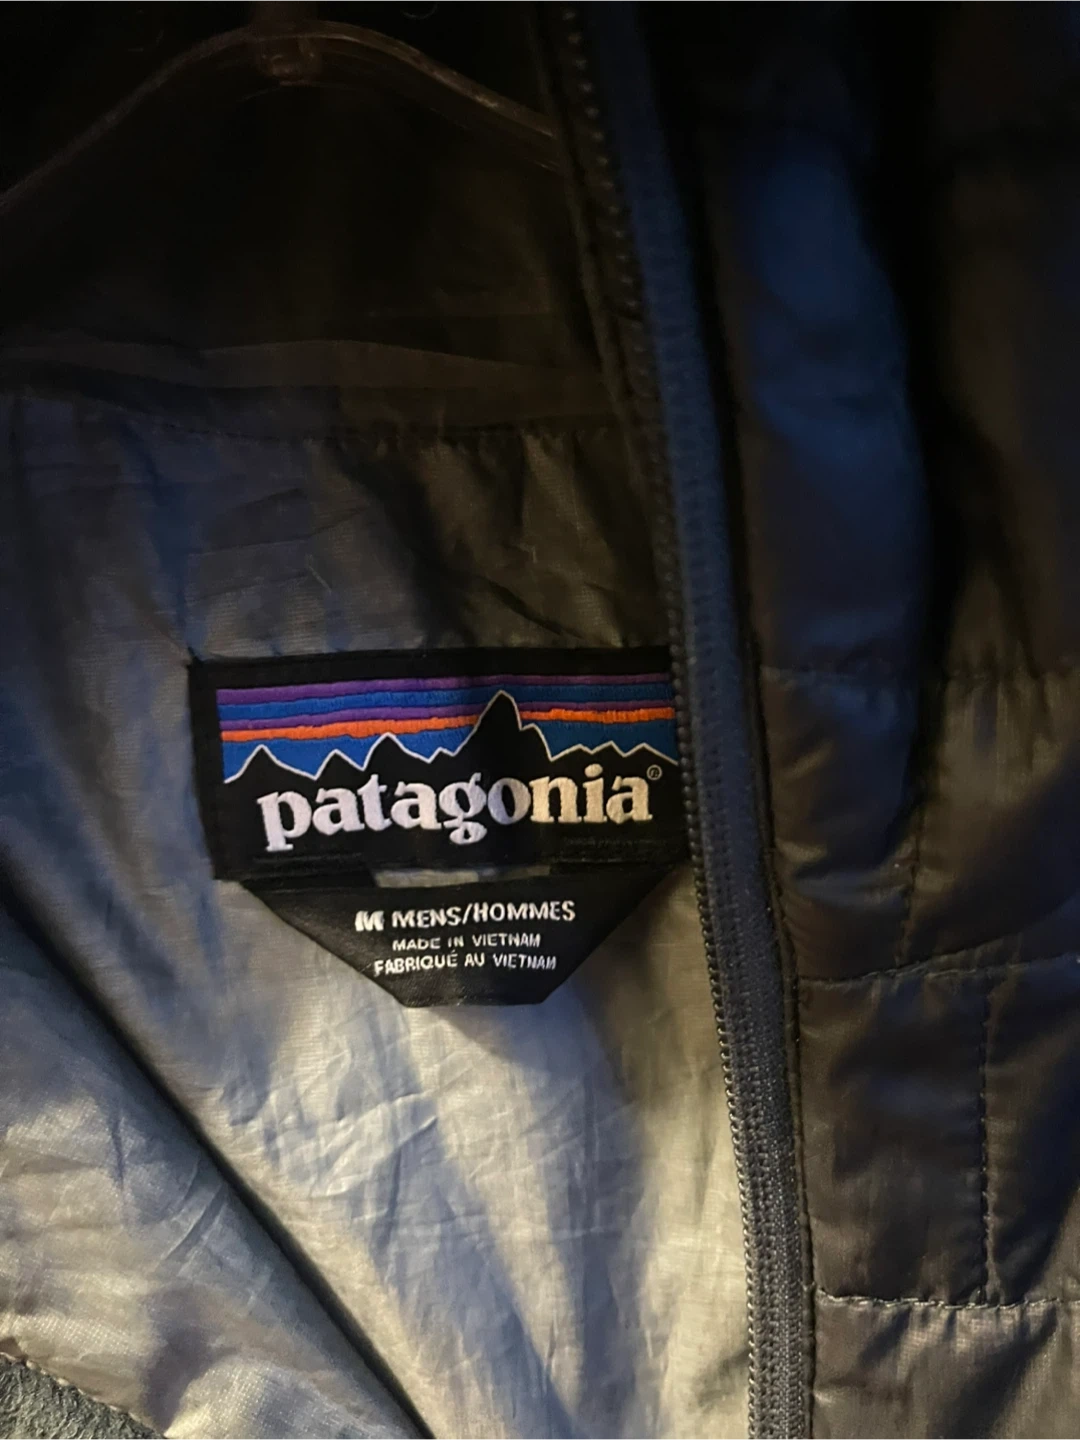 patagonia®
M MENS/HOMMES
MADE IN VIETNAM
FABRIQUÉ AU VIETNAM